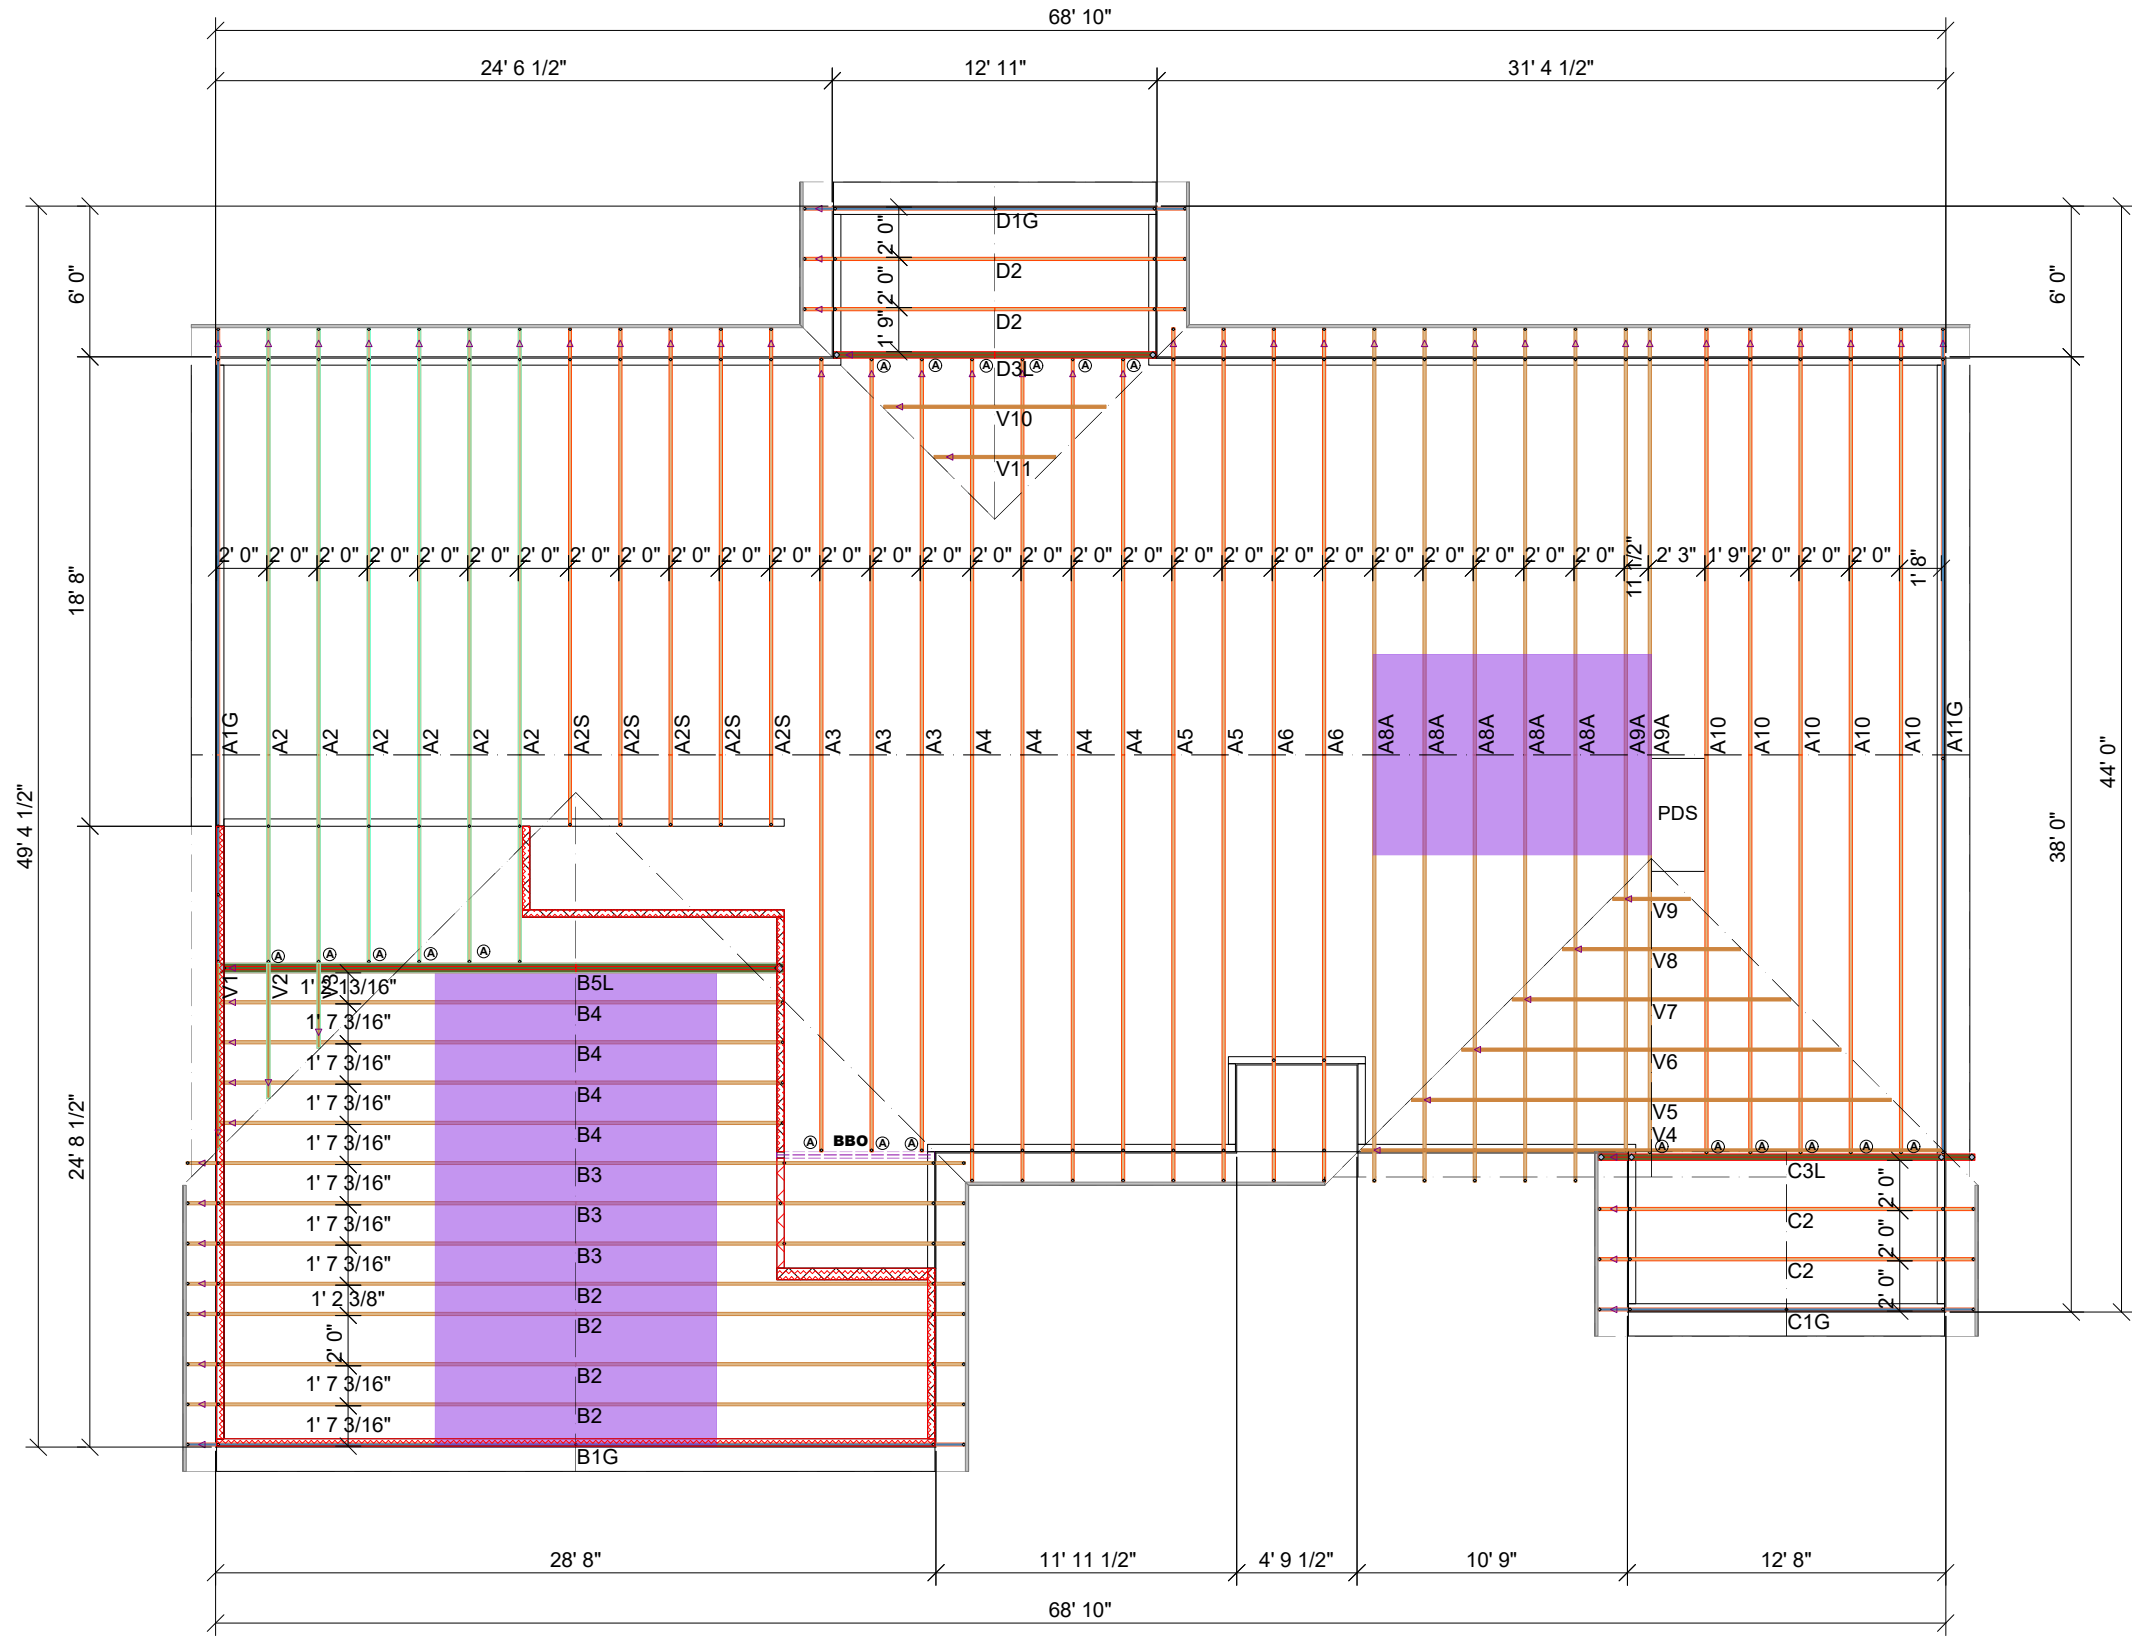 68' 10"
24' 6 1/2" 12' 11" 31' 4 1/2"
D1G
2' 0"
D2
2' 0"
D2
1' 9"
6' 0" 6' 0"
D3L
A A A A A A
V10
V11
2' 0" 2' 0" 2' 0" 2' 0" 2' 0" 2' 0" 2' 0" 2' 0" 2' 0" 2' 0" 2' 0" 2' 0" 2' 0" 2' 0" 2' 0" 2' 0" 2' 0" 2' 0" 2' 0" 2' 0" 2' 0" 2' 0" 2' 0" 2' 0" 2' 0" 2' 0" 2' 0" 2' 0" 11 1/2" 2' 3" 1' 9" 2' 0" 2' 0" 2' 0" 1' 8"
18' 8"
A1G A2 A2 A2 A2 A2 A2 A2S A2S A2S A2S A2S A3 A3 A3 A4 A4 A4 A4 A5 A5 A6 A6 A8A A8A A8A A8A A8A A9A A9A A10 A10 A10 A10 A10 A11G
44' 0"
49' 4 1/2"
38' 0"
PDS
V9
V8
V7
V6
V5
V4
A A A A A
V1 V2 V3
B5L
1' 2 13/16"
B4
1' 7 3/16"
B4
1' 7 3/16"
B4
1' 7 3/16"
B4
1' 7 3/16"
A BBO A A
A A A A A A
B3
1' 7 3/16"
B3
1' 7 3/16"
B3
1' 7 3/16"
B2
1' 2 3/8"
B2
2' 0"
B2
1' 7 3/16"
B2
1' 7 3/16"
B1G
24' 8 1/2"
C3L
2' 0"
C2
2' 0"
C2
2' 0"
C1G
28' 8" 11' 11 1/2" 4' 9 1/2" 10' 9" 12' 8"
68' 10"